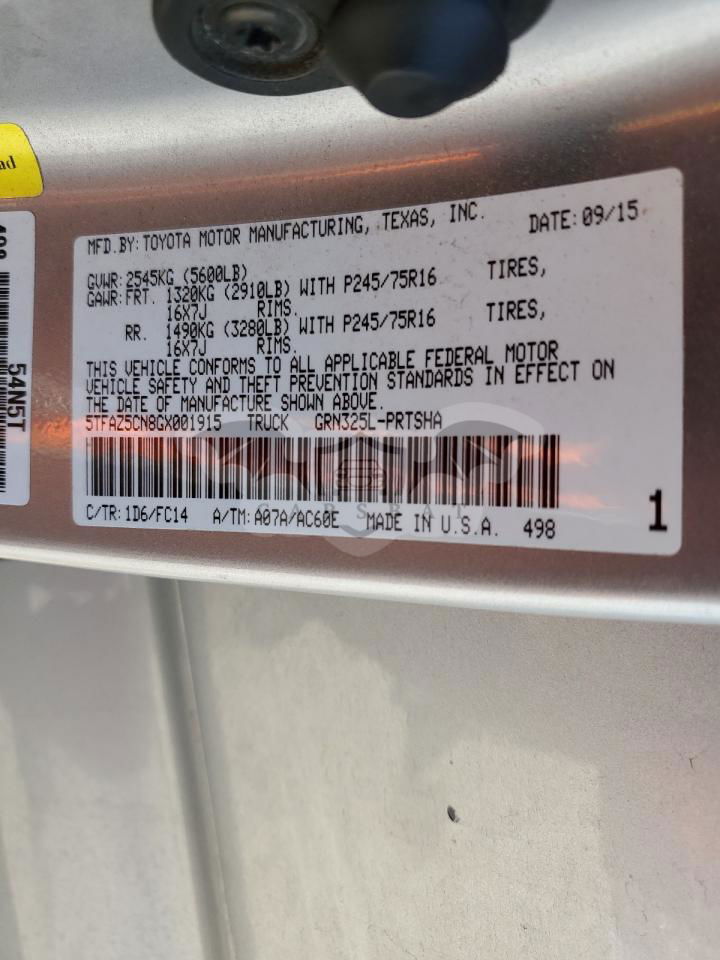 MFD.BY: TOYOTA MOTOR MANUFACTURING, TEXAS, INC. DATE: 09/15
GVWR: 2545KG (5600LB)
GAWR: FRT. 1320KG (2910LB) WITH P245/75R16 TIRES,
16X7J RIMS.
RR. 1490KG (3280LB) WITH P245/75R16 TIRES,
16X7J RIMS.
THIS VEHICLE CONFORMS TO ALL APPLICABLE FEDERAL MOTOR
VEHICLE SAFETY AND THEFT PREVENTION STANDARDS IN EFFECT ON
THE DATE OF MANUFACTURE SHOWN ABOVE.
5TFAZ5CN8GX001915 TRUCK GRN325L-PRTSHA
C/TR: 1D6/FC14 A/TM: A07A/AC60E MADE IN U.S.A. 498
1
CARSBAT
54N5T